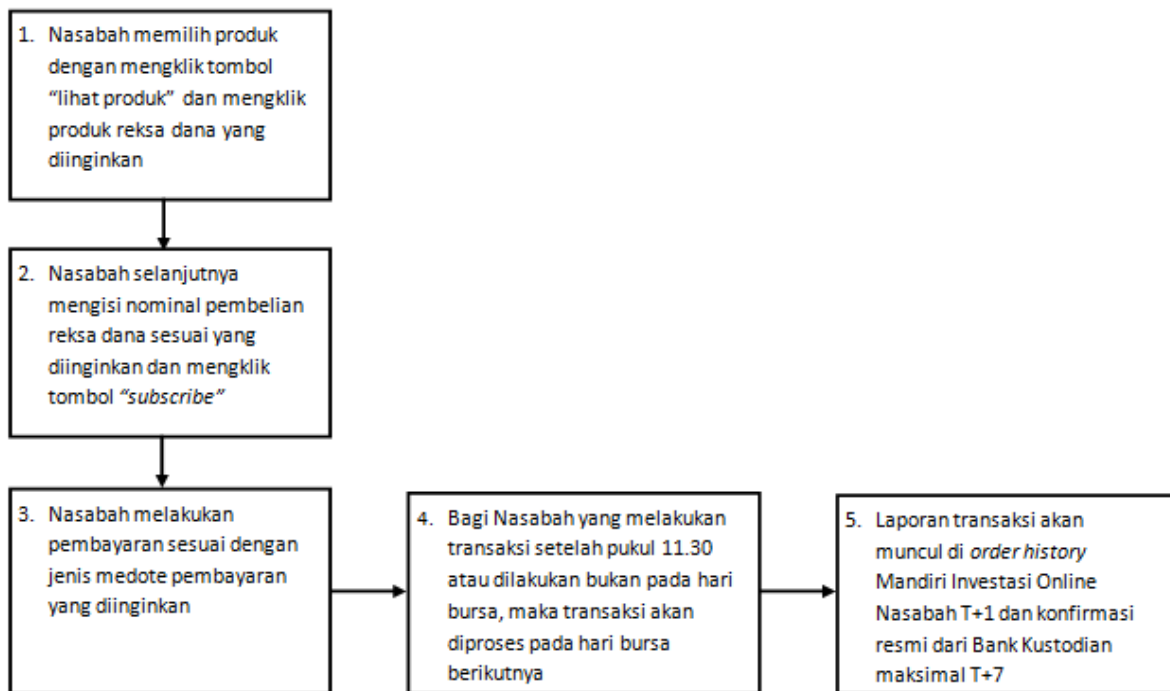 1. Nasabah memilih produk
dengan mengklik tombol
“lihat produk” dan mengklik
produk reksa dana yang
diinginkan
2. Nasabah selanjutnya
mengisi nominal pembelian
reksa dana sesuai yang
diinginkan dan mengklik
tombol “subscribe”
3. Nasabah melakukan
pembayaran sesuai dengan
jenis medote pembayaran
yang diinginkan
4. Bagi Nasabah yang melakukan
transaksi setelah pukul 11.30
atau dilakukan bukan pada hari
bursa, maka transaksi akan
diproses pada hari bursa
berikutnya
5. Laporan transaksi akan
muncul di order history
Mandiri Investasi Online
Nasabah T+1 dan konfirmasi
resmi dari Bank Kustodian
maksimal T+7